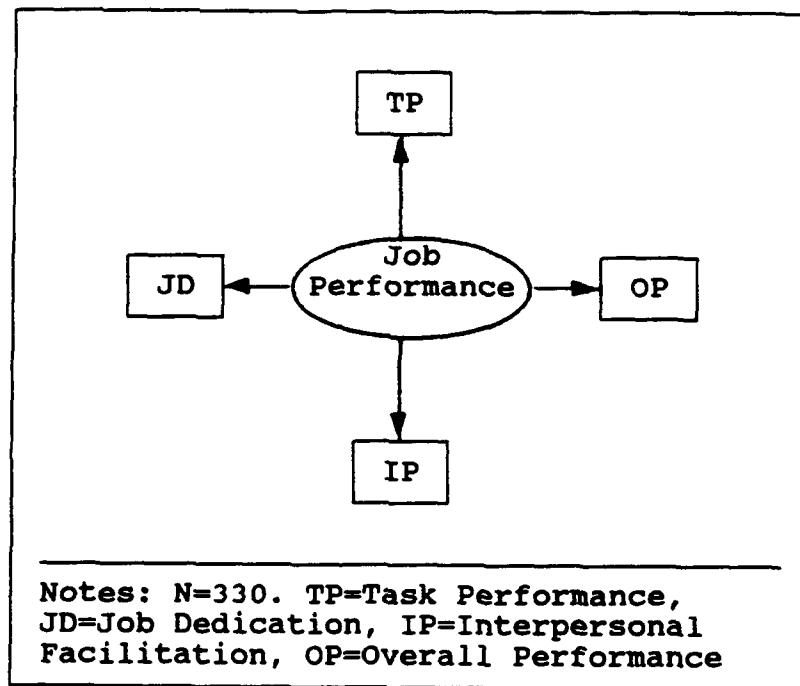 TP
Job
Performance
JD
OP
IP
Notes: N=330. TP=Task Performance,
JD=Job Dedication, IP=Interpersonal
Facilitation, OP=Overall Performance